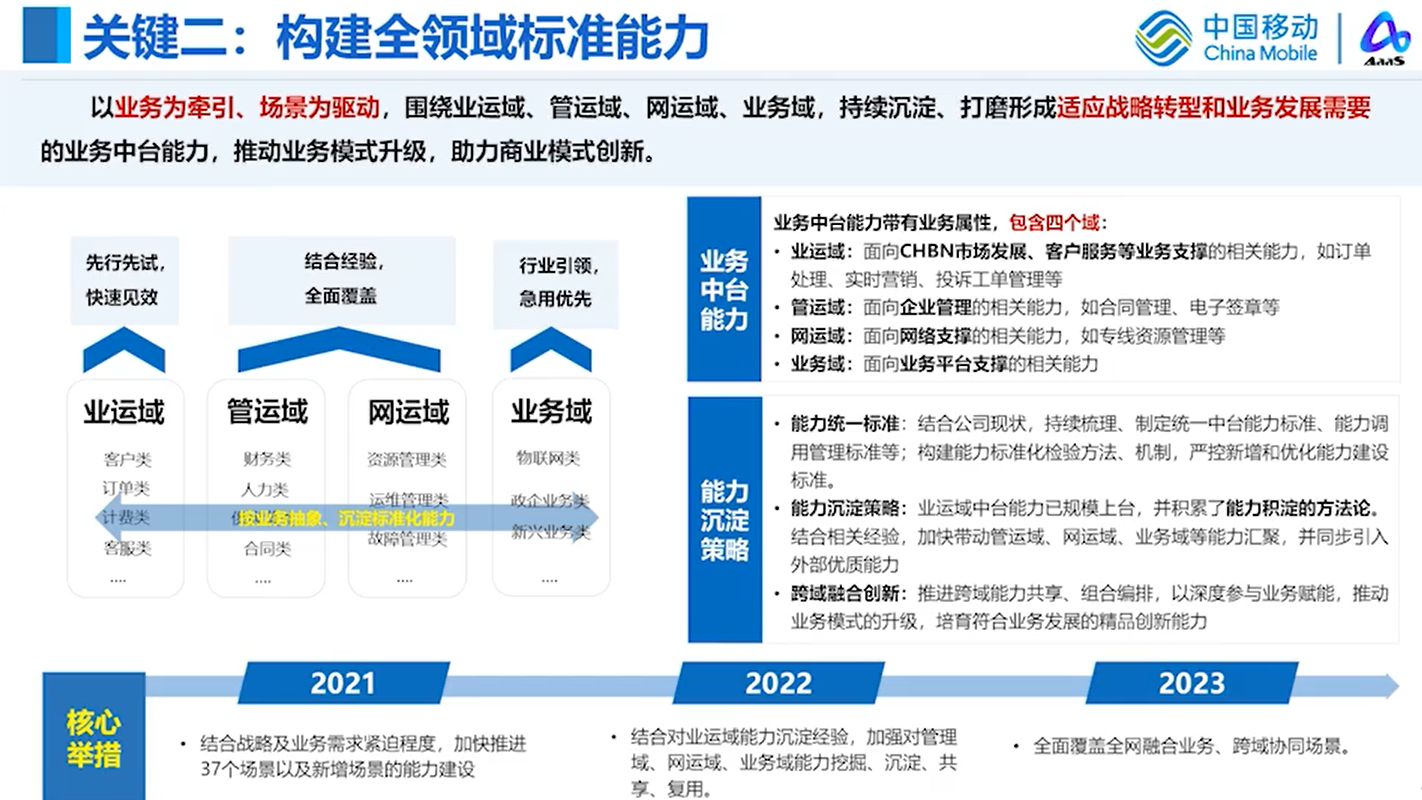 关键二：构建全领域标准能力
中国移动
China Mobile
AaaS
以业务为牵引、场景为驱动，围绕业运域、管运域、网运域、业务域，持续沉淀、打磨形成适应战略转型和业务发展需要
的业务中台能力，推动业务模式升级，助力商业模式创新。
先行先试，
快速见效
结合经验，
全面覆盖
行业引领，
急用优先
业运域
客户类
订单类
计费类
客服类
....
管运域
财务类
人力类
合同类
....
网运域
资源管理类
运维管理类
故障管理类
....
业务域
物联网类
政企业务类
新兴业务类
....
按业务抽象、沉淀标准化能力
业务
中台
能力
业务中台能力带有业务属性，包含四个域：
• 业运域：面向CHBN市场发展、客户服务等业务支撑的相关能力，如订单
处理、实时营销、投诉工单管理等
• 管运域：面向企业管理的相关能力，如合同管理、电子签章等
• 网运域：面向网络支撑的相关能力，如专线资源管理等
• 业务域：面向业务平台支撑的相关能力
能力
沉淀
策略
• 能力统一标准：结合公司现状，持续梳理、制定统一中台能力标准、能力调
用管理标准等；构建能力标准化检验方法、机制，严控新增和优化能力建设
标准。
• 能力沉淀策略：业运域中台能力已规模上台，并积累了能力积淀的方法论。
结合相关经验，加快带动管运域、网运域、业务域等能力汇聚，并同步引入
外部优质能力
• 跨域融合创新：推进跨域能力共享、组合编排，以深度参与业务赋能，推动
业务模式的升级，培育符合业务发展的精品创新能力
核心
举措
2021
• 结合战略及业务需求紧迫程度，加快推进
37个场景以及新增场景的能力建设
2022
• 结合对业运域能力沉淀经验，加强对管理
域、网运域、业务域能力挖掘、沉淀、共
享、复用。
2023
• 全面覆盖全网融合业务、跨域协同场景。